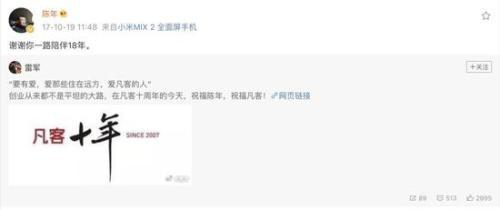 陈年
17-10-19 11:48 来自小米MIX 2 全面屏手机
谢谢你一路陪伴18年。
雷军
+关注
“要有爱，爱那些住在远方，爱凡客的人”
创业从来都不是平坦的大路，在凡客十周年的今天，祝福陈年，祝福凡客！网页链接
凡客 十年 SINCE 2007
89 513 2995